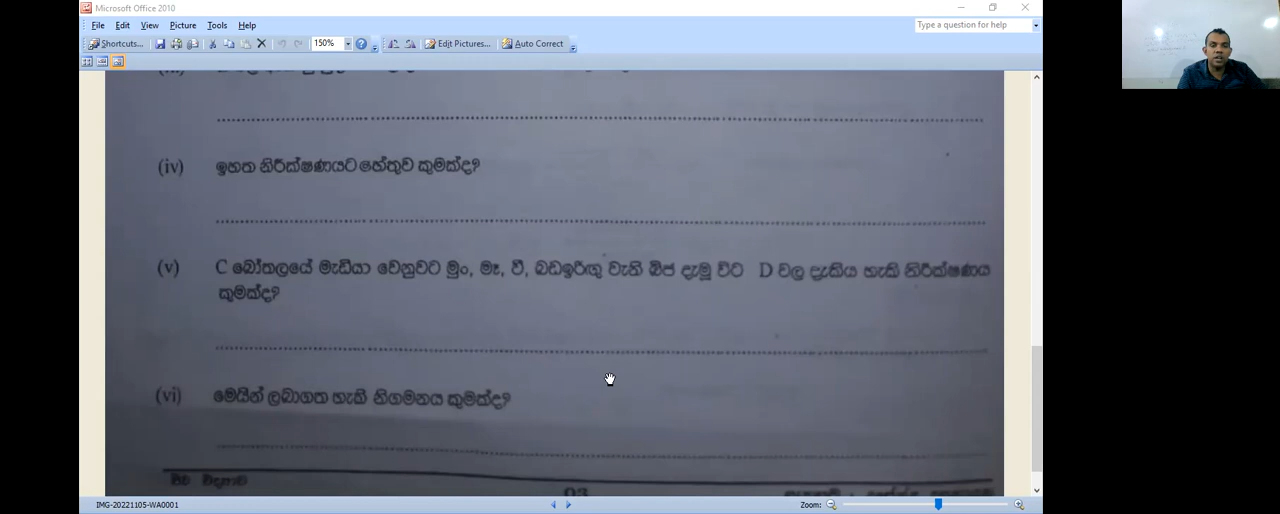 Microsoft Office 2010
File Edit View Picture Tools Help
Type a question for help
Shortcuts...
150%
Edit Pictures...
Auto Correct
(iv) ඉහත නිරීක්ෂණයට හේතුව කුමක්ද?
(v) C බෝතලයේ මැඩියා වෙනුවට මුං, මෑ, වී, බඩඉරිඟු වැනි බීජ දැමූ විට D වල දැකිය හැකි නිරීක්ෂණය
කුමක්ද?
(vi) මෙයින් ලබාගත හැකි නිගමනය කුමක්ද?
03
IMG-20221105-WA0001
Zoom: